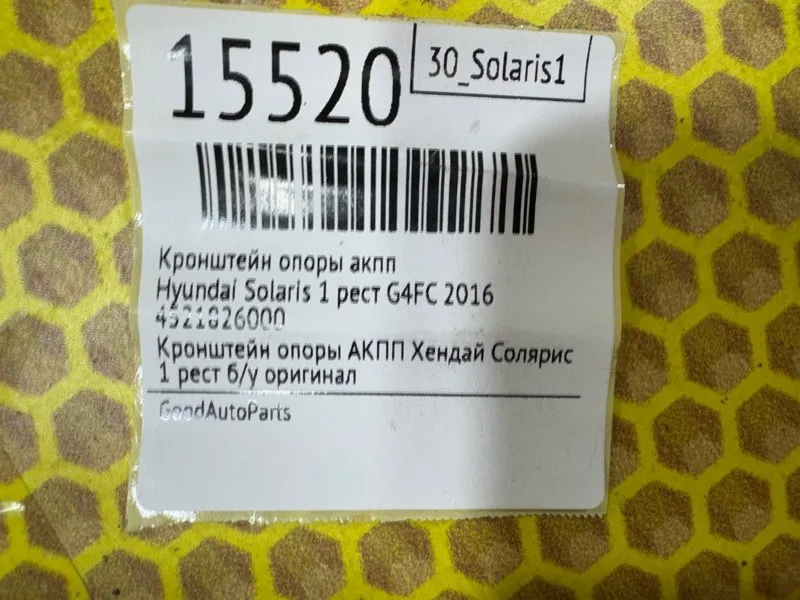 15520
30_Solaris1
Кронштейн опоры акпп
Hyundai Solaris 1 рест G4FC 2016
4521826000
Кронштейн опоры АКПП Хендай Солярис
1 рест б/у оригинал
GoodAutoParts